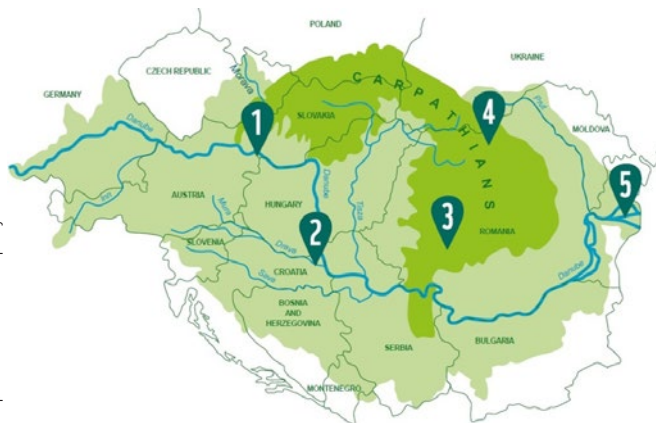 POLAND
CZECH REPUBLIC
UKRAINE
GERMANY
Morava
CARPATHIANS
SLOVAKIA
1
4
Prut
MOLDOVA
Danube
Inn
AUSTRIA
HUNGARY
Danube
Tisza
5
Mura
2
3
ROMANIA
SLOVENIA
Drava
CROATIA
Sava
Danube
BOSNIA
AND
HERZEGOVINA
SERBIA
BULGARIA
MONTENEGRO